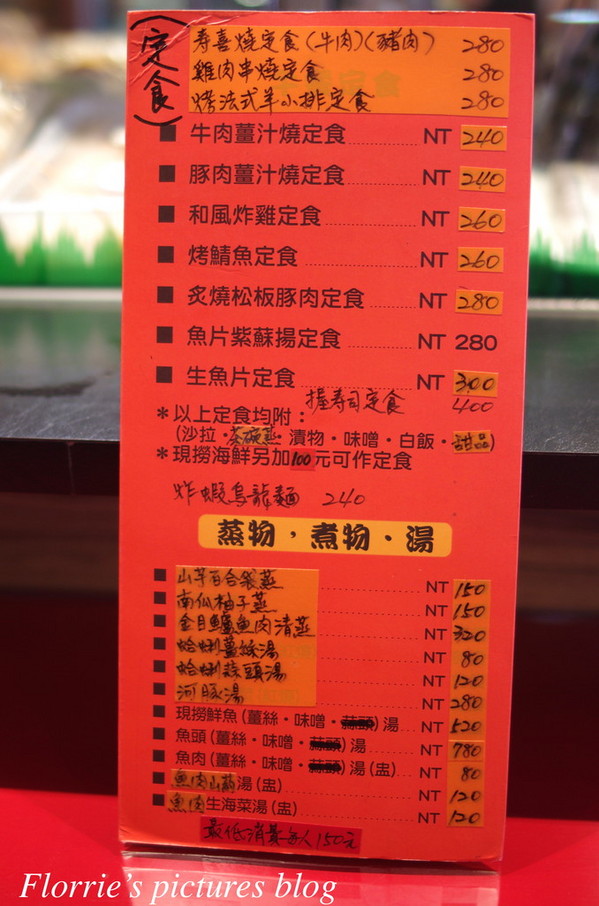 (定食)
寿喜燒定食(牛肉)(豬肉) 280
雞肉串燒定食 280
烤法式羊小排定食 280
■ 牛肉薑汁燒定食 NT 240
■ 豚肉薑汁燒定食 NT 240
■ 和風炸雞定食 NT 260
■ 烤鯖魚定食 NT 260
■ 炙燒松板豚肉定食 NT 280
■ 魚片紫蘇揚定食 NT 280
■ 生魚片定食 NT 300
握寿司定食 400
*以上定食均附:
(沙拉・茶碗蒸・漬物・味噌・白飯・甜品)
*現撈海鮮另加100元可作定食
炸蝦烏龍麵 240
蒸物,煮物・湯
■ 山芋百合袋蒸 NT 150
■ 南瓜柚子蒸 NT 150
■ 金目鱸魚肉清蒸 NT 320
■ 蛤蜊薑絲湯 NT 80
■ 蛤蜊蒜頭湯 NT 120
■ 河豚湯 NT 280
■ 現撈鮮魚(薑絲・味噌・蒜頭)湯 NT 520
■ 魚頭(薑絲・味噌・蒜頭)湯 NT 780
■ 魚肉(薑絲・味噌・蒜頭)湯(盅) NT 80
■ 魚肉山藥湯(盅) NT 120
■ 魚肉生海菜湯(盅) NT 120
最低消費每人150元
Florrie's pictures blog